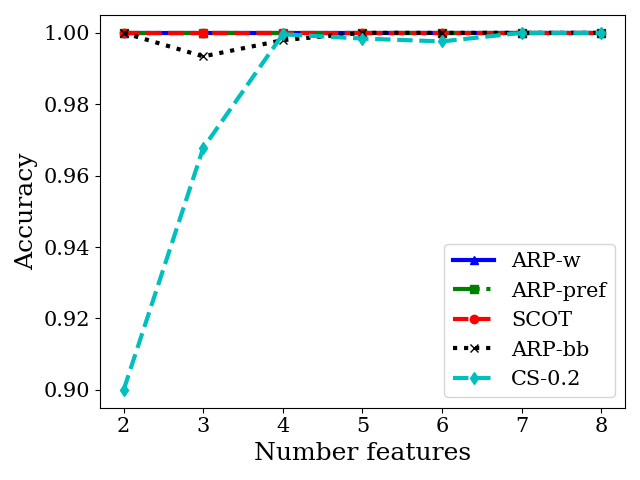 Accuracy
1.00
0.98
0.96
0.94
0.92
0.90
ARP-w
ARP-pref
SCOT
ARP-bb
CS-0.2
2 3 4 5 6 7 8
Number features